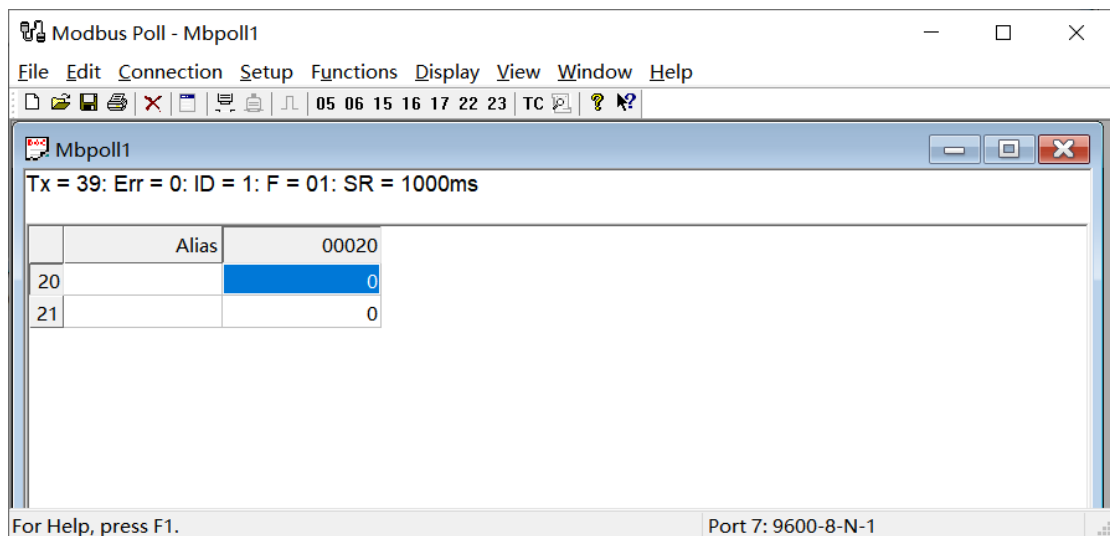 Modbus Poll - Mbpoll1
File Edit Connection Setup Functions Display View Window Help
05 06 15 16 17 22 23 TC
Mbpoll1
Tx = 39: Err = 0: ID = 1: F = 01: SR = 1000ms
Alias 00020
20 0
21 0
For Help, press F1. Port 7: 9600-8-N-1